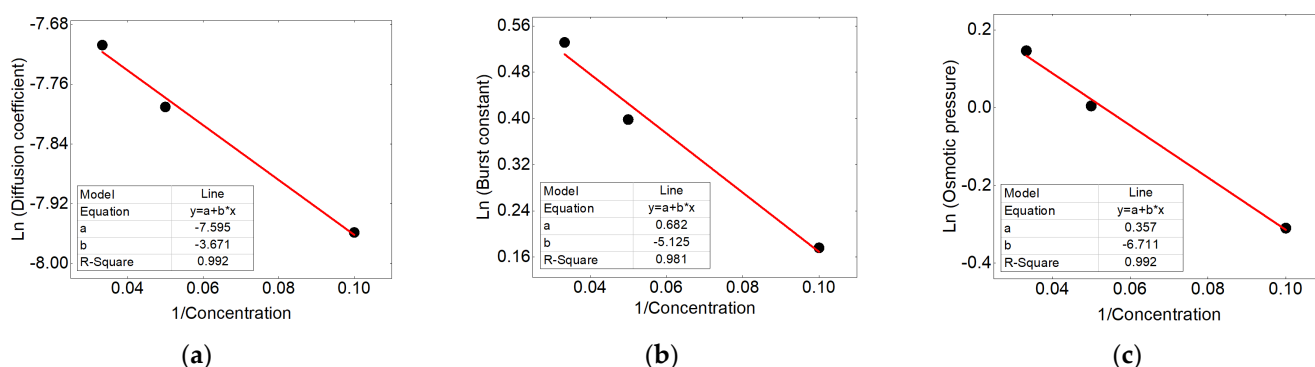 Ln (Diffusion coefficient)
-7.68
-7.76
-7.84
-7.92
-8.00
Model Line
Equation y=a+b*x
a -7.595
b -3.671
R-Square 0.992
0.04 0.06 0.08 0.10
1/Concentration
(a)
Ln (Burst constant)
0.56
0.48
0.40
0.32
0.24
0.16
Model Line
Equation y=a+b*x
a 0.682
b -5.125
R-Square 0.981
0.04 0.06 0.08 0.10
1/Concentration
(b)
Ln (Osmotic pressure)
0.2
0.0
-0.2
-0.4
Model Line
Equation y=a+b*x
a 0.357
b -6.711
R-Square 0.992
0.04 0.06 0.08 0.10
1/Concentration
(c)